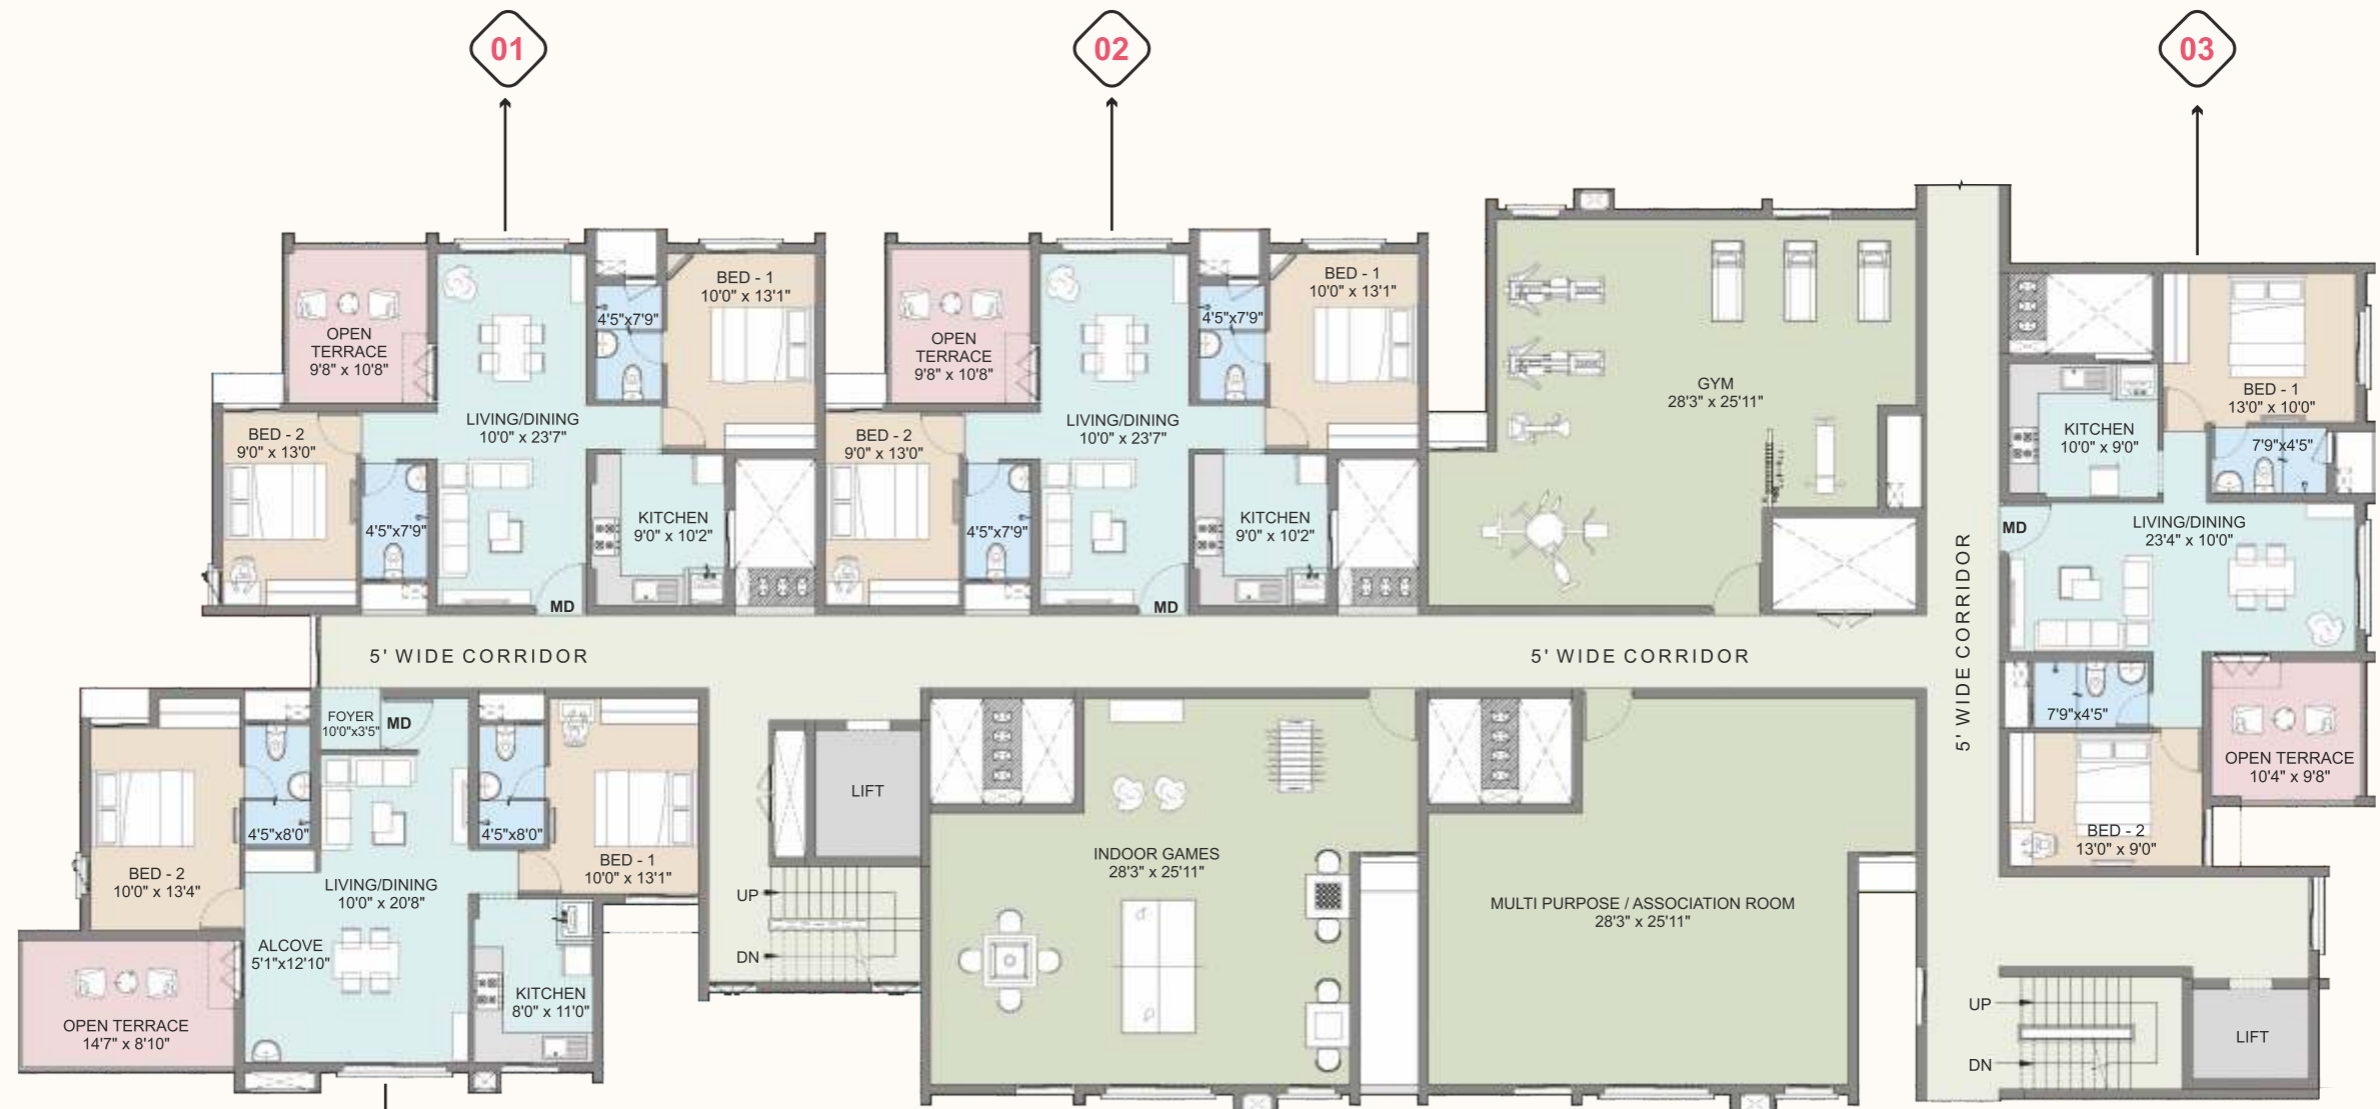 01
02
03
OPEN
TERRACE
9'8" x 10'8"
4'5"x7'9"
BED - 1
10'0" x 13'1"
BED - 2
9'0" x 13'0"
LIVING/DINING
10'0" x 23'7"
4'5"x7'9"
KITCHEN
9'0" x 10'2"
MD
OPEN
TERRACE
9'8" x 10'8"
4'5"x7'9"
BED - 1
10'0" x 13'1"
BED - 2
9'0" x 13'0"
LIVING/DINING
10'0" x 23'7"
4'5"x7'9"
KITCHEN
9'0" x 10'2"
MD
GYM
28'3" x 25'11"
BED - 1
13'0" x 10'0"
KITCHEN
10'0" x 9'0"
7'9"x4'5"
MD
LIVING/DINING
23'4" x 10'0"
7'9"x4'5"
OPEN TERRACE
10'4" x 9'8"
BED - 2
13'0" x 9'0"
5' WIDE CORRIDOR
5' WIDE CORRIDOR
5' WIDE CORRIDOR
FOYER
10'0"x3'5"
MD
4'5"x8'0"
4'5"x8'0"
BED - 2
10'0" x 13'4"
LIVING/DINING
10'0" x 20'8"
BED - 1
10'0" x 13'1"
ALCOVE
5'1"x12'10"
KITCHEN
8'0" x 11'0"
OPEN TERRACE
14'7" x 8'10"
LIFT
UP
DN
INDOOR GAMES
28'3" x 25'11"
MULTI PURPOSE / ASSOCIATION ROOM
28'3" x 25'11"
UP
DN
LIFT